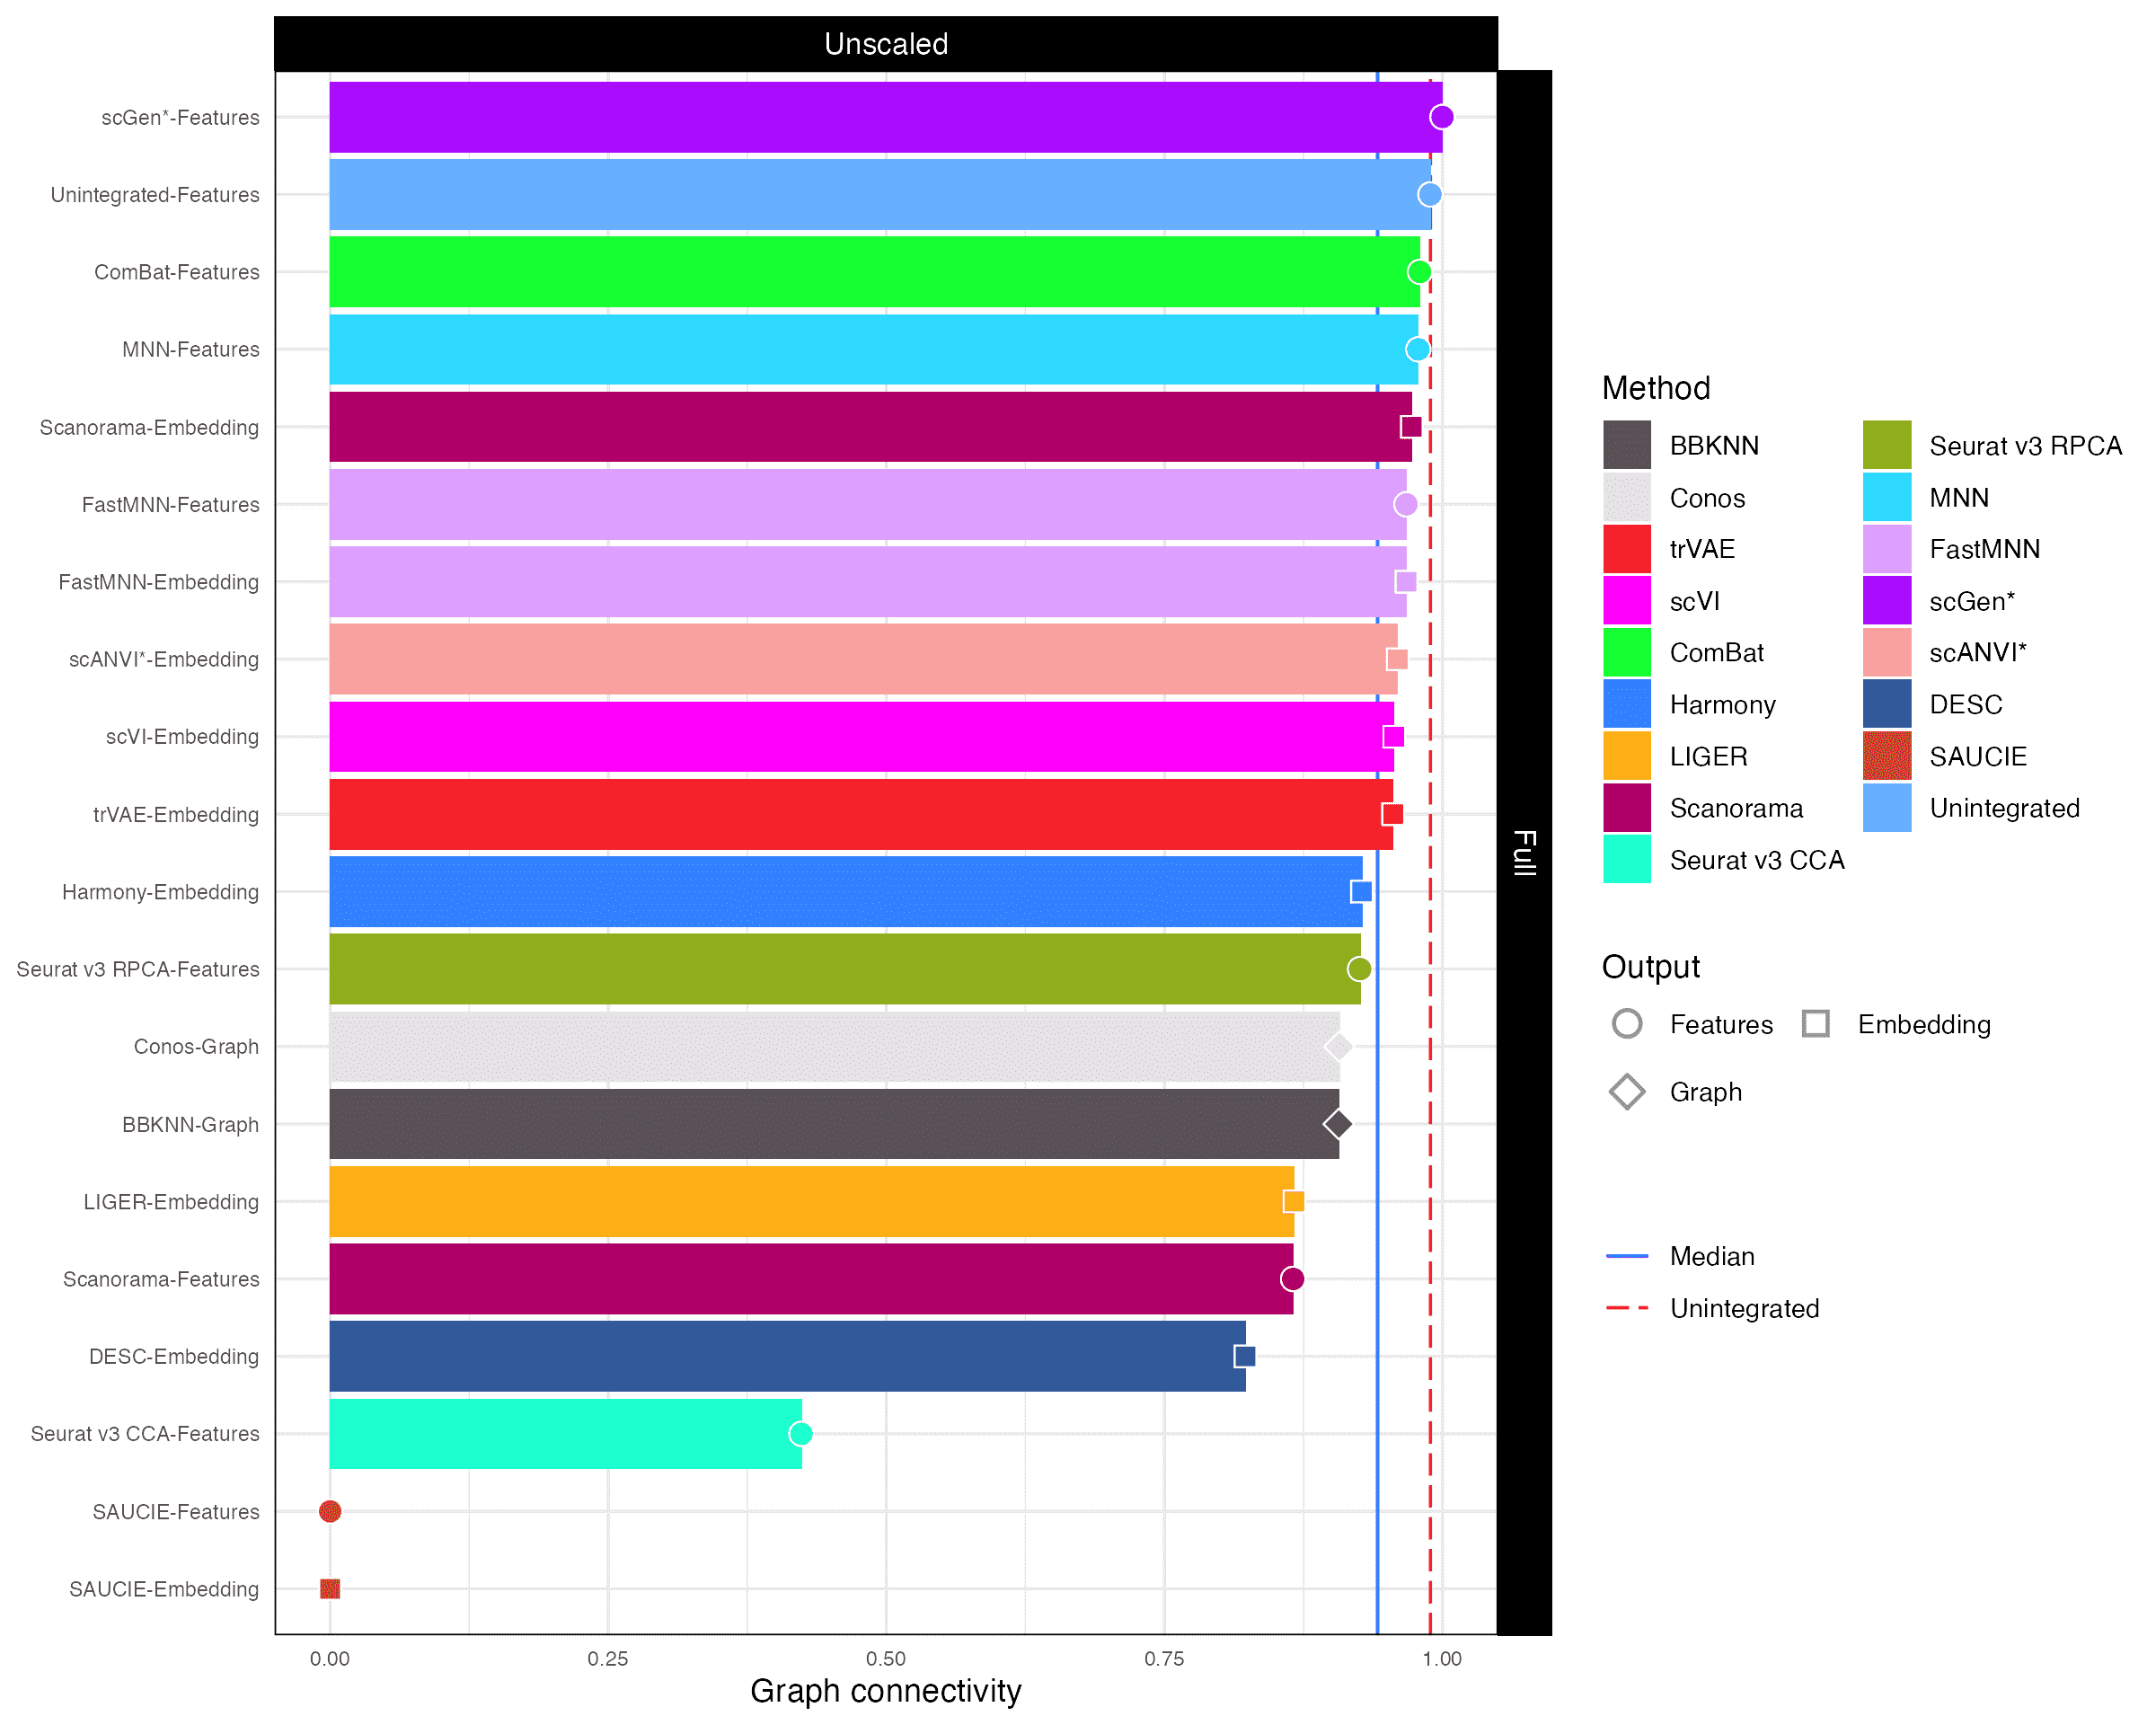 Unscaled
Full
scGen*-Features
Unintegrated-Features
ComBat-Features
MNN-Features
Scanorama-Embedding
FastMNN-Features
FastMNN-Embedding
scANVI*-Embedding
scVI-Embedding
trVAE-Embedding
Harmony-Embedding
Seurat v3 RPCA-Features
Conos-Graph
BBKNN-Graph
LIGER-Embedding
Scanorama-Features
DESC-Embedding
Seurat v3 CCA-Features
SAUCIE-Features
SAUCIE-Embedding
0.00 0.25 0.50 0.75 1.00
Graph connectivity
Method
BBKNN
Conos
trVAE
scVI
ComBat
Harmony
LIGER
Scanorama
Seurat v3 CCA
Seurat v3 RPCA
MNN
FastMNN
scGen*
scANVI*
DESC
SAUCIE
Unintegrated
Output
Features Embedding
Graph
Median
Unintegrated